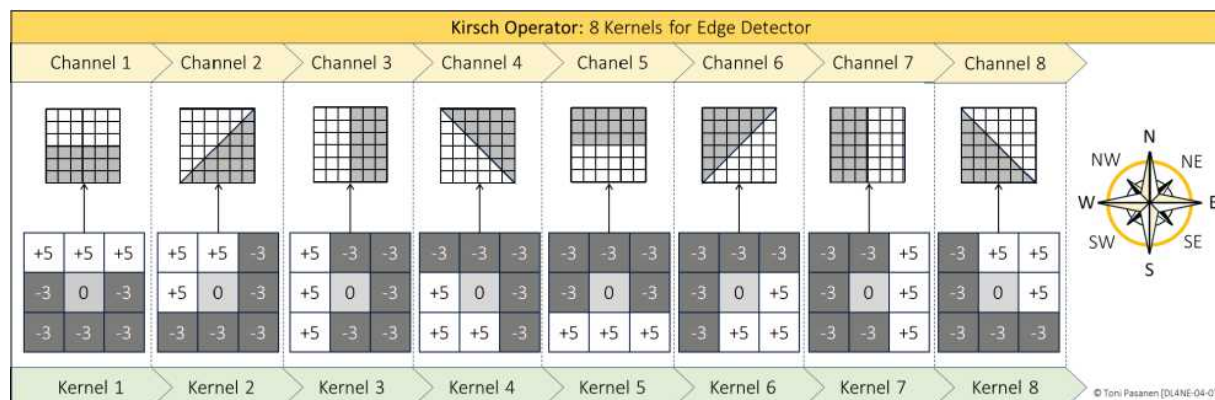 Kirsch Operator: 8 Kernels for Edge Detector
Channel 1 Channel 2 Channel 3 Channel 4 Chanel 5 Channel 6 Channel 7 Channel 8
N
NW NE
W E
SW SE
S
+5 +5 +5 +5 +5 -3 +5 -3 -3 -3 -3 -3 -3 -3 -3 -3 -3 -3 -3 -3 +5 -3 +5 +5
-3 0 -3 +5 0 -3 +5 0 -3 +5 0 -3 -3 0 -3 -3 0 +5 -3 0 +5 -3 0 +5
-3 -3 -3 -3 -3 -3 +5 -3 -3 +5 +5 -3 +5 +5 +5 -3 +5 +5 -3 -3 +5 -3 -3 -3
Kernel 1 Kernel 2 Kernel 3 Kernel 4 Kernel 5 Kernel 6 Kernel 7 Kernel 8
© Toni Pasanen